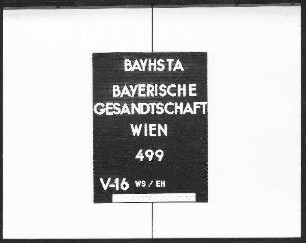 BAYHSTA
BAYERISCHE
GESANDTSCHAFT
WIEN
499
V-16 WS / EH